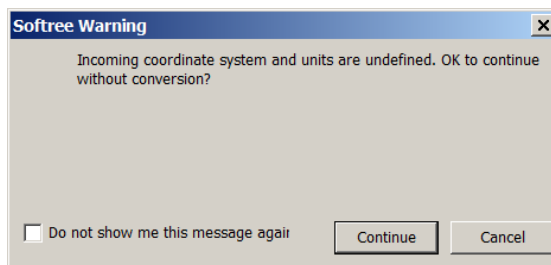 Softree Warning
Incoming coordinate system and units are undefined. OK to continue
without conversion?
Do not show me this message again
Continue
Cancel